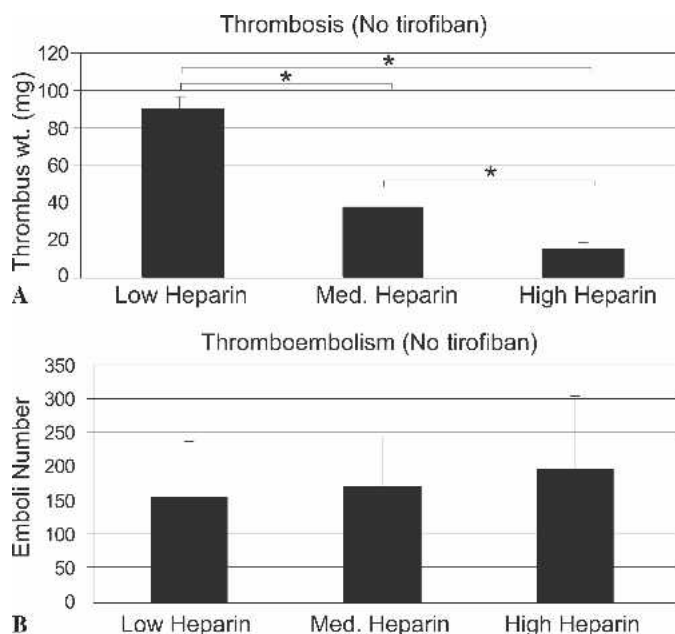 Thrombosis (No tirofiban)
Thrombus wt. (mg)
120
100
80
60
40
20
0
*
*
*
A
Low Heparin Med. Heparin High Heparin
Thromboembolism (No tirofiban)
Emboli Number
350
300
250
200
150
100
50
0
B
Low Heparin Med. Heparin High Heparin